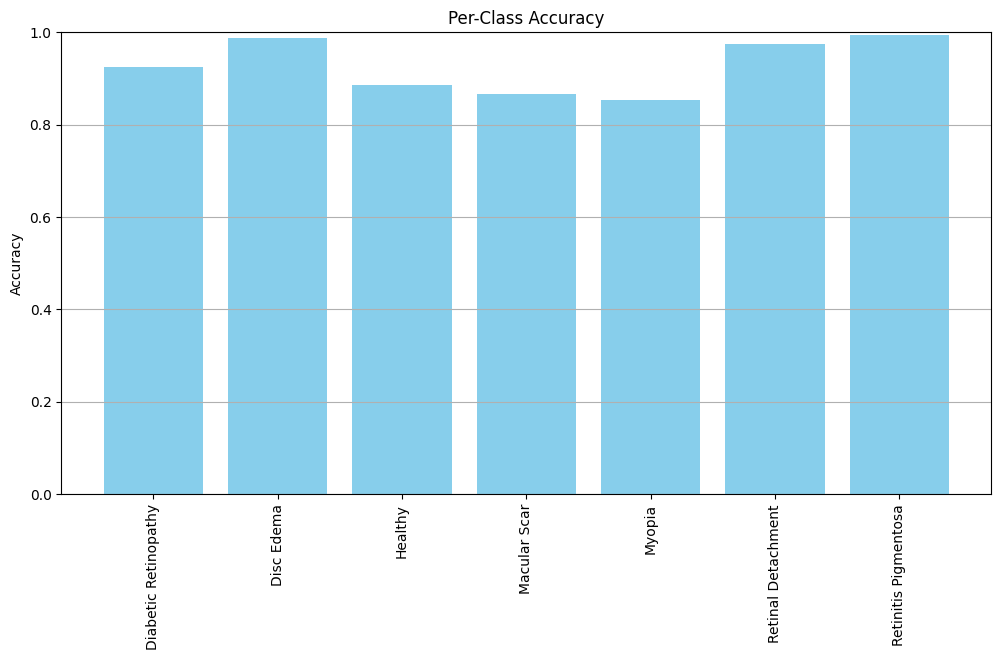 Per-Class Accuracy
Accuracy
1.0
0.8
0.6
0.4
0.2
0.0
Diabetic Retinopathy
Disc Edema
Healthy
Macular Scar
Myopia
Retinal Detachment
Retinitis Pigmentosa